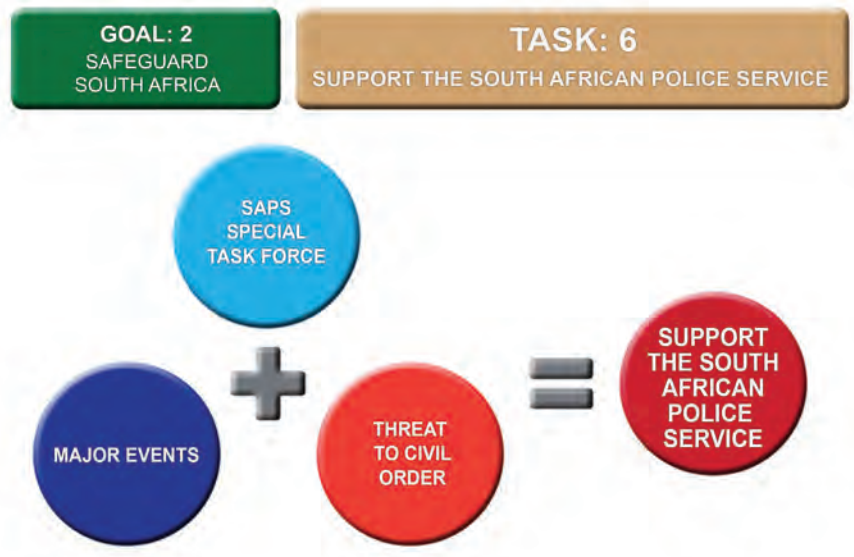 GOAL: 2
SAFEGUARD
SOUTH AFRICA
TASK: 6
SUPPORT THE SOUTH AFRICAN POLICE SERVICE
SAPS
SPECIAL
TASK FORCE
MAJOR EVENTS
THREAT
TO CIVIL
ORDER
SUPPORT
THE SOUTH
AFRICAN
POLICE
SERVICE